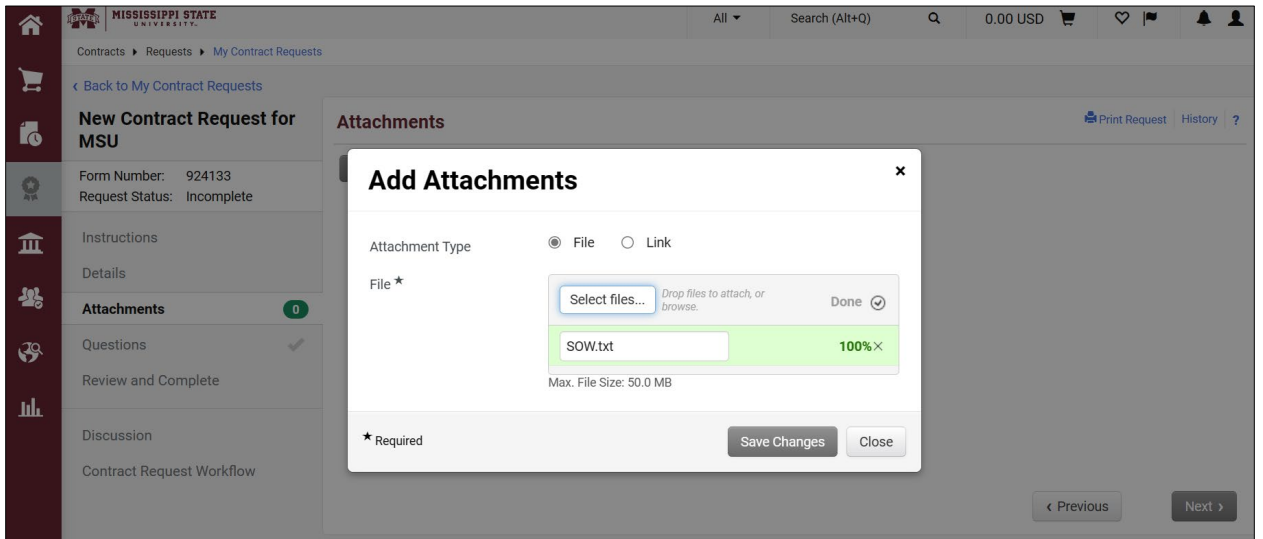 MISSISSIPPI STATE
UNIVERSITY™
All
Search (Alt+Q)
0.00 USD
Contracts Requests My Contract Requests
‹ Back to My Contract Requests
New Contract Request for
MSU
Form Number: 924133
Request Status: Incomplete
Instructions
Details
Attachments 0
Questions
Review and Complete
Discussion
Contract Request Workflow
Attachments
Print Request History ?
Add Attachments ×
Attachment Type File Link
File ★
Select files... Drop files to attach, or
browse.
Done
SOW.txt 100% ×
Max. File Size: 50.0 MB
★ Required
Save Changes Close
‹ Previous Next ›